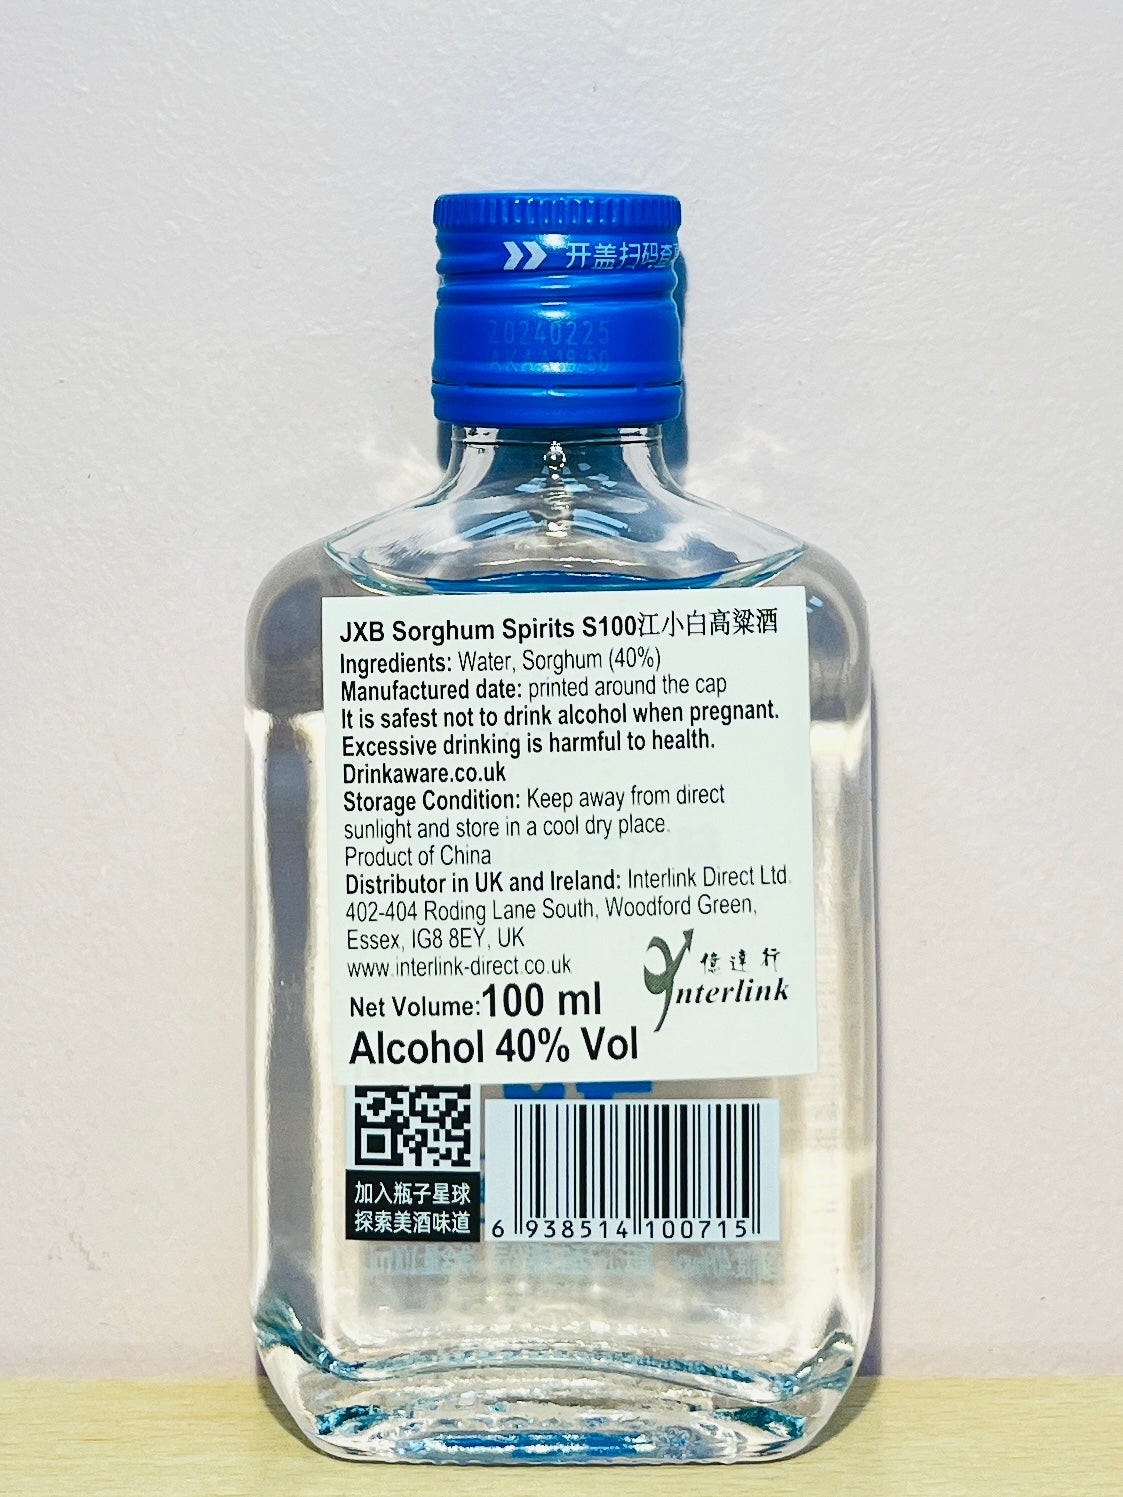 开盖扫码查
20240225
JXB Sorghum Spirits S100江小白高粱酒
Ingredients: Water, Sorghum (40%)
Manufactured date: printed around the cap
It is safest not to drink alcohol when pregnant.
Excessive drinking is harmful to health.
Drinkaware.co.uk
Storage Condition: Keep away from direct
sunlight and store in a cool dry place.
Product of China
Distributor in UK and Ireland: Interlink Direct Ltd.
402-404 Roding Lane South, Woodford Green,
Essex, IG8 8EY, UK
www.interlink-direct.co.uk
億達行
Interlink
Net Volume:100 ml
Alcohol 40% Vol
加入瓶子星球
探索美酒味道
6 938514 100715